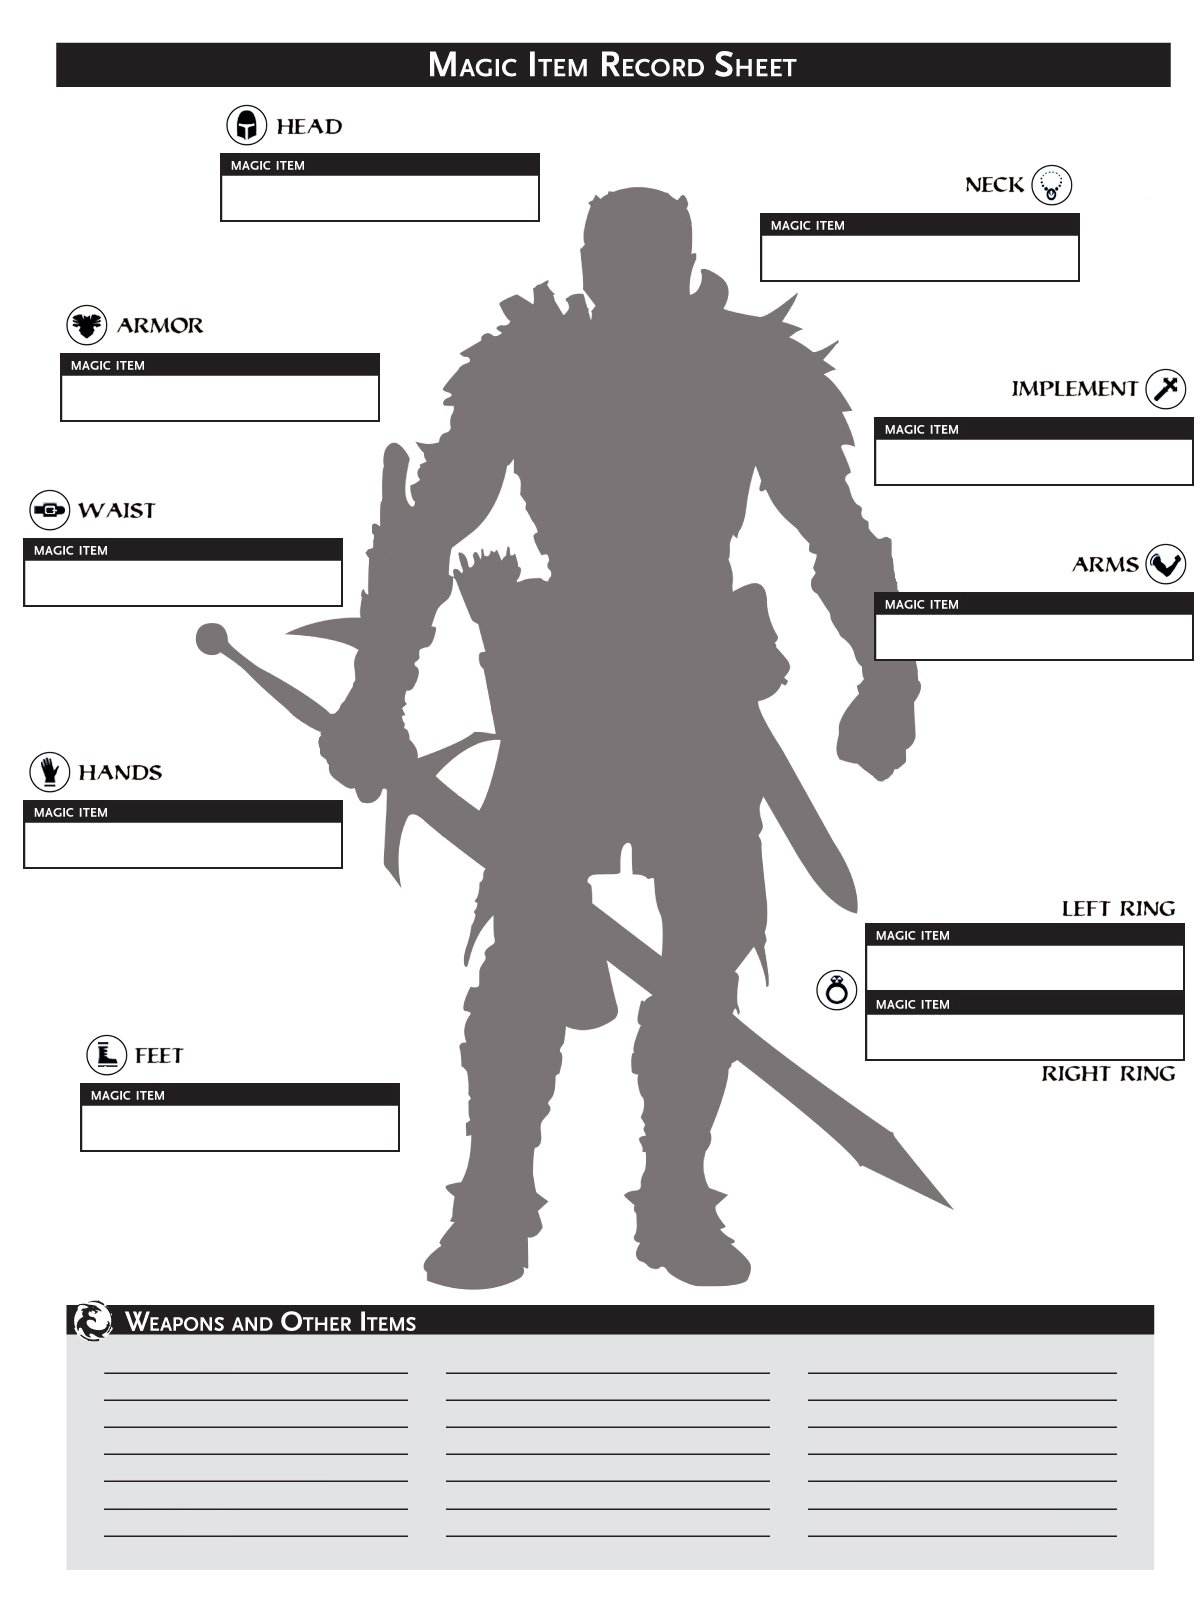 Magic Item Record Sheet
HEAD
MAGIC ITEM
NECK
MAGIC ITEM
ARMOR
MAGIC ITEM
IMPLEMENT
MAGIC ITEM
WAIST
MAGIC ITEM
ARMS
MAGIC ITEM
HANDS
MAGIC ITEM
LEFT RING
MAGIC ITEM
MAGIC ITEM
RIGHT RING
FEET
MAGIC ITEM
Weapons and Other Items